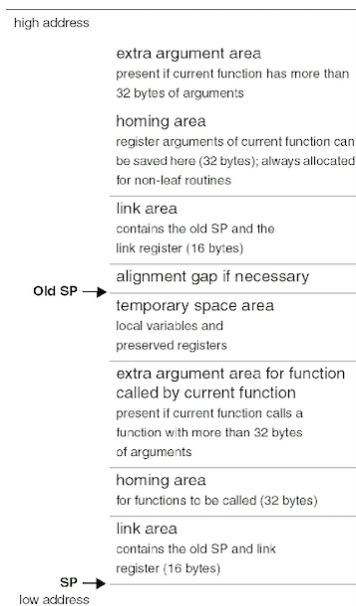 high address
extra argument area
present if current function has more than
32 bytes of arguments
homing area
register arguments of current function can
be saved here (32 bytes); always allocated
for non-leaf routines
link area
contains the old SP and the
link register (16 bytes)
alignment gap if necessary
Old SP
temporary space area
local variables and
preserved registers
extra argument area for function
called by current function
present if current function calls a
function with more than 32 bytes
of arguments
homing area
for functions to be called (32 bytes)
link area
contains the old SP and link
register (16 bytes)
SP
low address